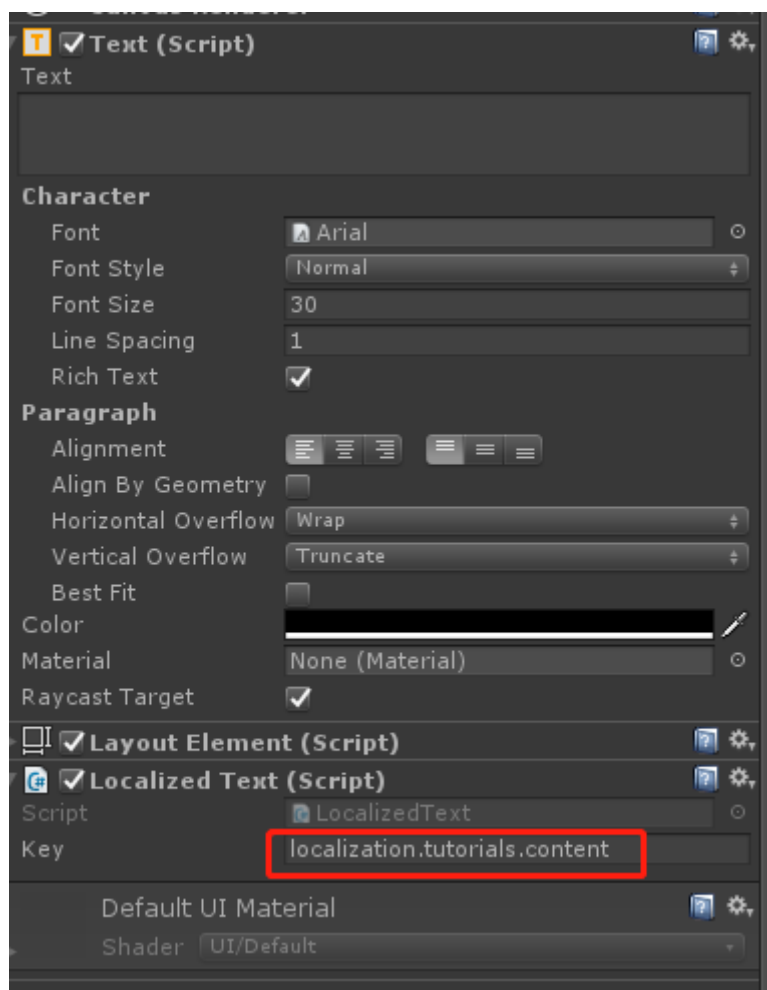 Text (Script)
Text
Character
Font Arial
Font Style Normal
Font Size 30
Line Spacing 1
Rich Text
Paragraph
Alignment
Align By Geometry
Horizontal Overflow Wrap
Vertical Overflow Truncate
Best Fit
Color
Material None (Material)
Raycast Target
Layout Element (Script)
Localized Text (Script)
Script LocalizedText
Key localization.tutorials.content
Default UI Material
Shader UI/Default